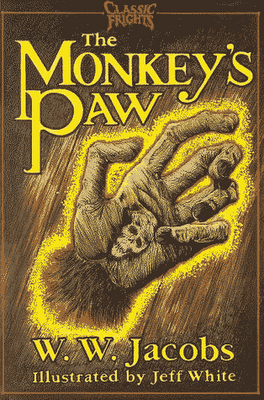 CLASSIC
FRIGHTS
The
MONKEY'S
PAW
W. W. Jacobs
Illustrated by Jeff White